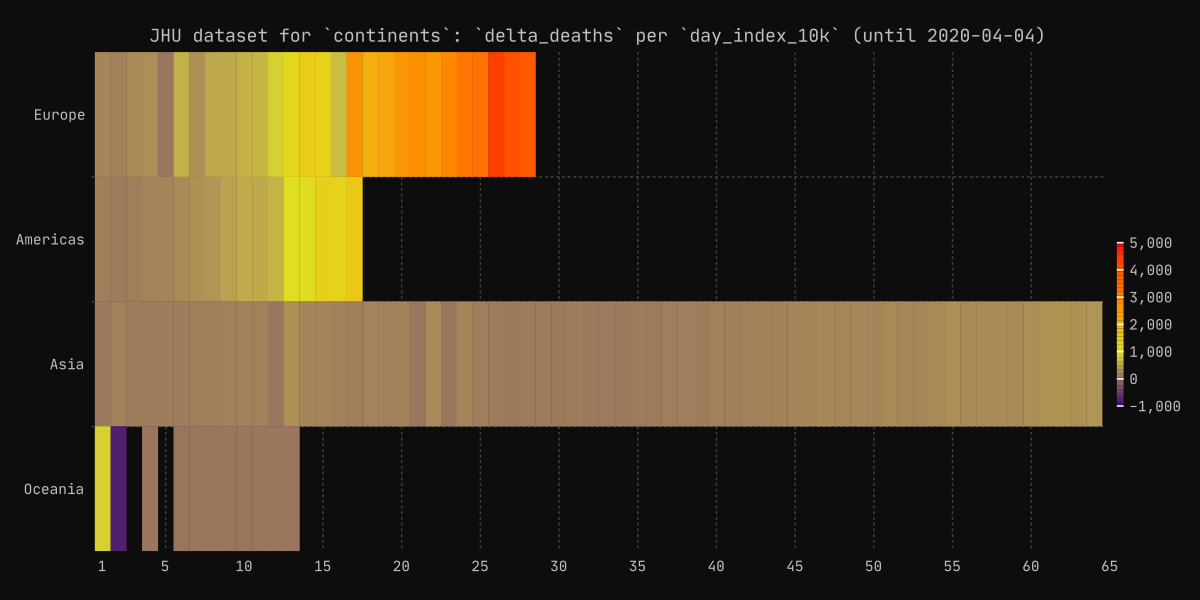 JHU dataset for `continents`: `delta_deaths` per `day_index_10k` (until 2020-04-04)
Europe
Americas
Asia
Oceania
5,000
4,000
3,000
2,000
1,000
0
-1,000
1 5 10 15 20 25 30 35 40 45 50 55 60 65